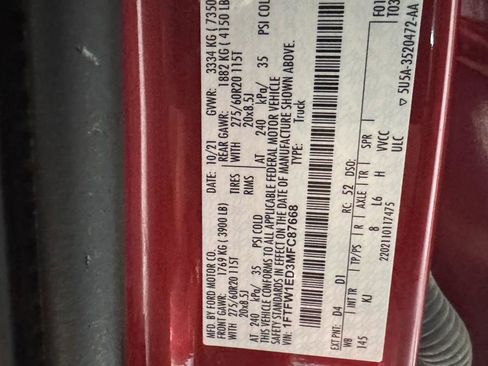 MFD. BY FORD MOTOR CO.
DATE: 10/21 GVWR: 3334 KG (7350
FRONT GAWR: 1769 KG (3900 LB) REAR GAWR: 1882 KG (4150 LB
275/60R20 115T TIRES WITH 275/60R20 115T
20x8.5J RIMS 20x8.5J
AT 240 kPa/ 35 PSI COLD AT 240 kPa/ 35 PSI COLD
THIS VEHICLE CONFORMS TO ALL APPLICABLE FEDERAL MOTOR VEHICLE
SAFETY STANDARDS IN EFFECT ON THE DATE OF MANUFACTURE SHOWN ABOVE.
VIN: 1FTFW1ED3MFC87668 TYPE: Truck
F01
T03
EXT PNT: D4 D1 RC: 52 DSO:
WB INT TR TP/PS R AXLE TR SPR
145 KJ 8 L6 H VVCC
2202110117475 ULC
5U5A-3520472-AA